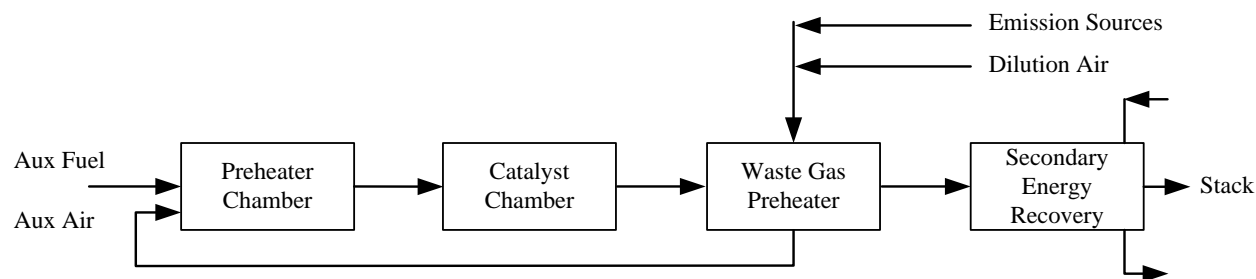 Emission Sources
Dilution Air
Aux Fuel
Aux Air
Preheater
Chamber
Catalyst
Chamber
Waste Gas
Preheater
Secondary
Energy
Recovery
Stack